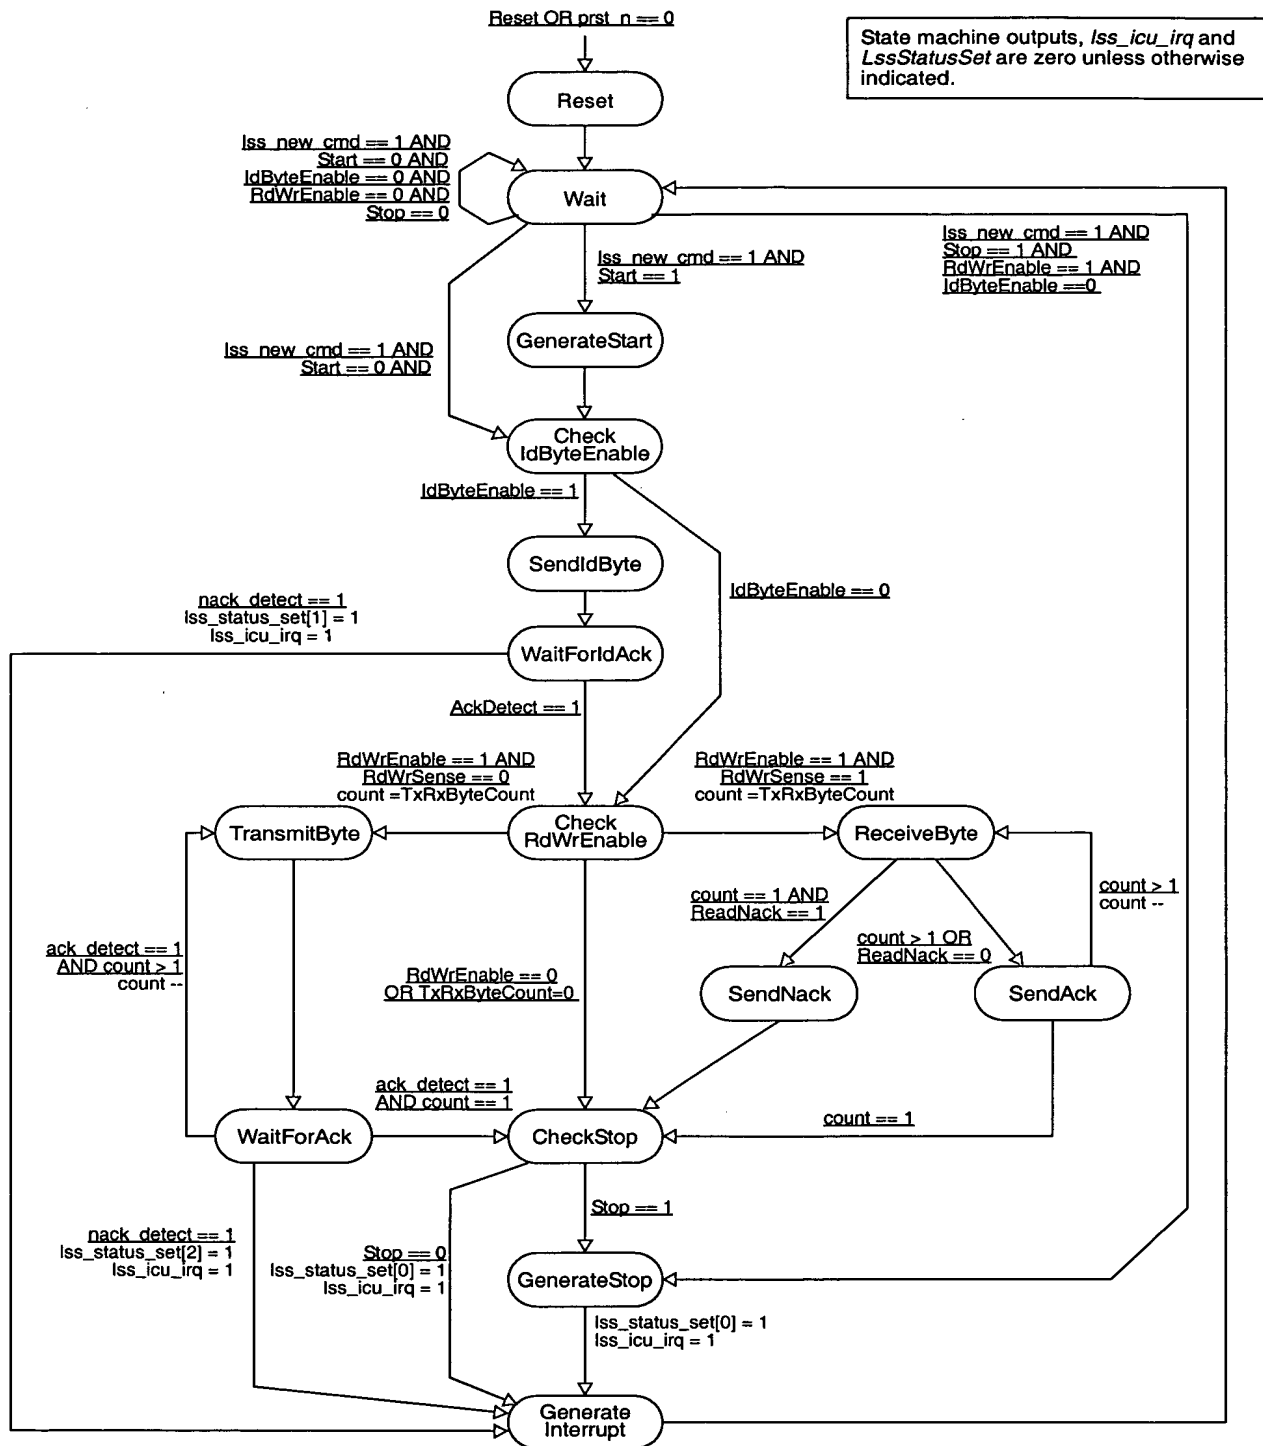 Reset OR prst_n == 0
State machine outputs, lss_icu_irq and
LssStatusSet are zero unless otherwise
indicated.
Reset
lss_new_cmd == 1 AND
Start == 0 AND
IdByteEnable == 0 AND
RdWrEnable == 0 AND
Stop == 0
Wait
lss_new_cmd == 1 AND
Stop == 1 AND
RdWrEnable == 1 AND
IdByteEnable ==0
lss_new_cmd == 1 AND
Start == 1
GenerateStart
lss_new_cmd == 1 AND
Start == 0 AND
Check
IdByteEnable
IdByteEnable == 1
SendIdByte
IdByteEnable == 0
nack_detect == 1
lss_status_set[1] = 1
lss_icu_irq = 1
WaitForIdAck
AckDetect == 1
RdWrEnable == 1 AND
RdWrSense == 0
count =TxRxByteCount
RdWrEnable == 1 AND
RdWrSense == 1
count =TxRxByteCount
TransmitByte
Check
RdWrEnable
ReceiveByte
count == 1 AND
ReadNack == 1
count > 1
count --
ack_detect == 1
AND count > 1
count --
count > 1 OR
ReadNack == 0
RdWrEnable == 0
OR TxRxByteCount=0
SendNack
SendAck
ack_detect == 1
AND count == 1
count == 1
WaitForAck
CheckStop
Stop == 1
nack_detect == 1
lss_status_set[2] = 1
lss_icu_irq = 1
Stop == 0
lss_status_set[0] = 1
lss_icu_irq = 1
GenerateStop
lss_status_set[0] = 1
lss_icu_irq = 1
Generate
Interrupt